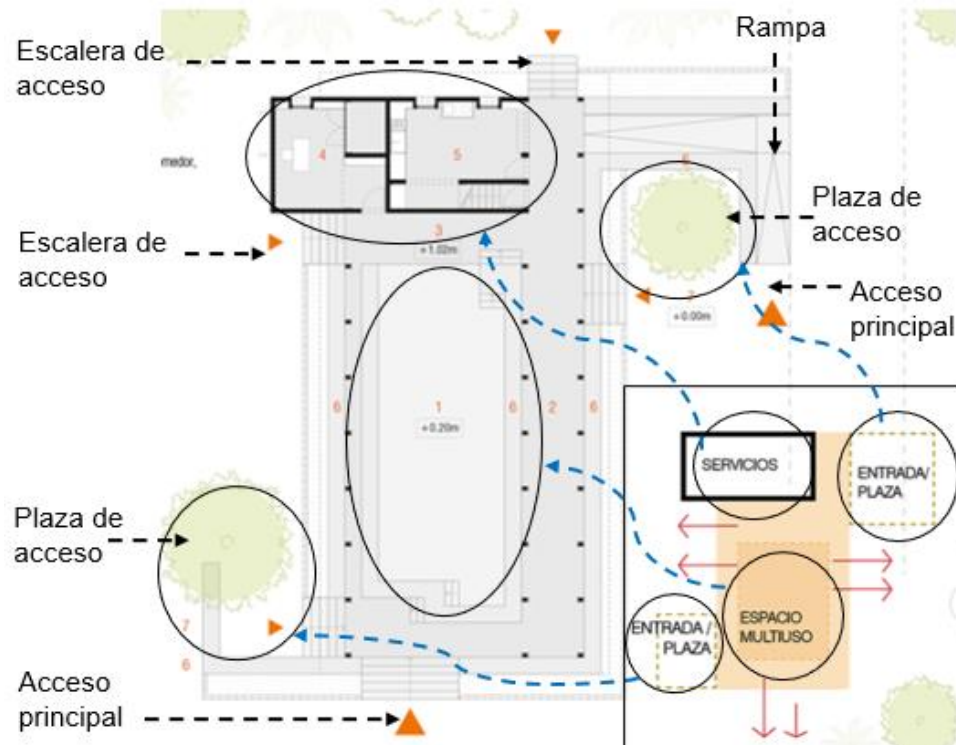 Escalera de
acceso
Rampa
medor,
4
5
6
Plaza de
acceso
Escalera de
acceso
3
+1.02m
7
+0.00m
Acceso
principal
6
1
6
2
6
+0.20m
SERVICIOS
ENTRADA/
PLAZA
Plaza de
acceso
ESPACIO
MULTIUSO
ENTRADA /
PLAZA
7
6
Acceso
principal